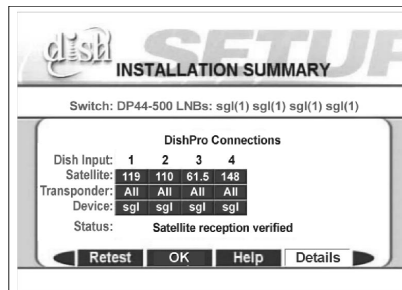 dish
SETUP
INSTALLATION SUMMARY
Switch: DP44-500 LNBs: sgl(1) sgl(1) sgl(1) sgl(1)
DishPro Connections
Dish Input: 1 2 3 4
Satellite: 119 110 61.5 148
Transponder: All All All All
Device: sgl sgl sgl sgl
Status: Satellite reception verified
Retest OK Help Details